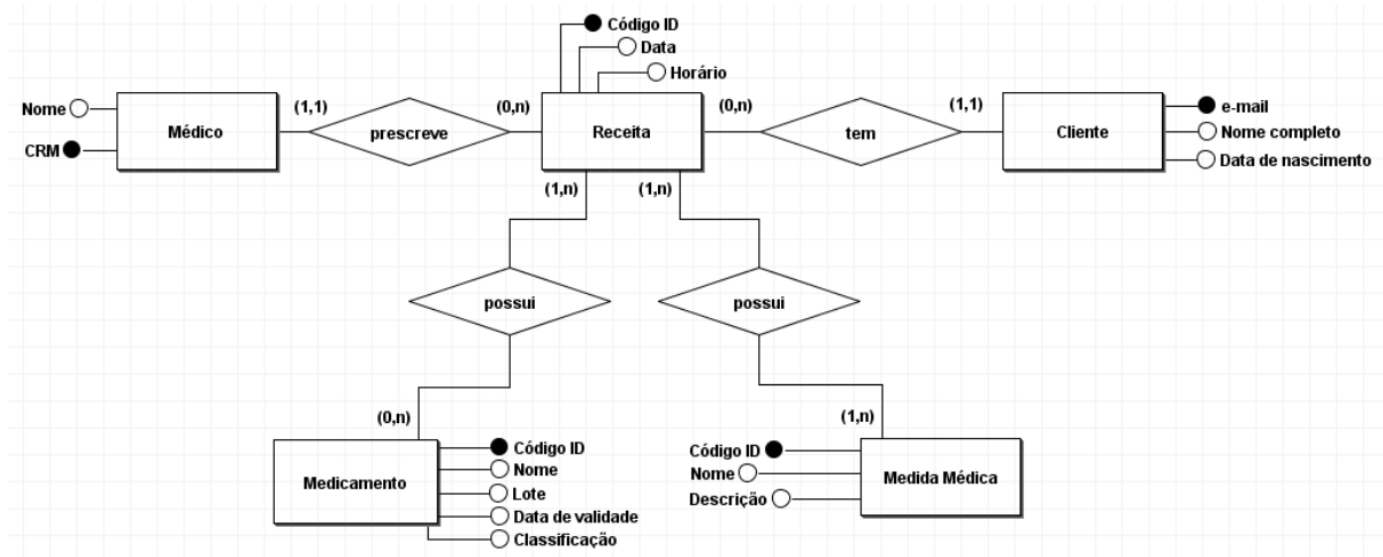 Código ID
Data
Horário
Nome
CRM
Médico
(1,1)
prescreve
(0,n)
Receita
(0,n)
tem
(1,1)
Cliente
e-mail
Nome completo
Data de nascimento
(1,n)
(1,n)
possui
possui
(0,n)
(1,n)
Medicamento
Código ID
Nome
Lote
Data de validade
Classificação
Código ID
Nome
Descrição
Medida Médica